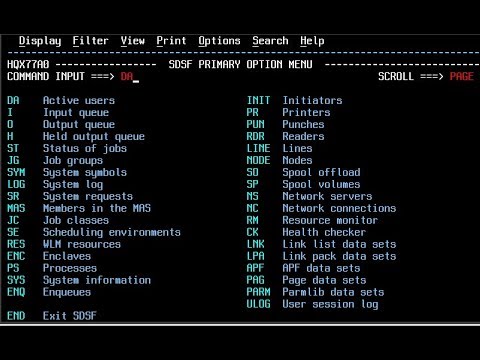 Display Filter View Print Options Search Help
HQX77A0 ----------------- SDSF PRIMARY OPTION MENU --------------------------
COMMAND INPUT ===> DA_ SCROLL ===> PAGE
DA Active users INIT Initiators
I Input queue PR Printers
O Output queue PUN Punches
H Held output queue RDR Readers
ST Status of jobs LINE Lines
JG Job groups NODE Nodes
SYM System symbols SO Spool offload
LOG System log SP Spool volumes
SR System requests NS Network servers
MAS Members in the MAS NC Network connections
JC Job classes RM Resource monitor
SE Scheduling environments CK Health checker
RES WLM resources LNK Link list data sets
ENC Enclaves LPA Link pack data sets
PS Processes APF APF data sets
SYS System information PAG Page data sets
ENQ Enqueues PARM Parmlib data sets
ULOG User session log
END Exit SDSF